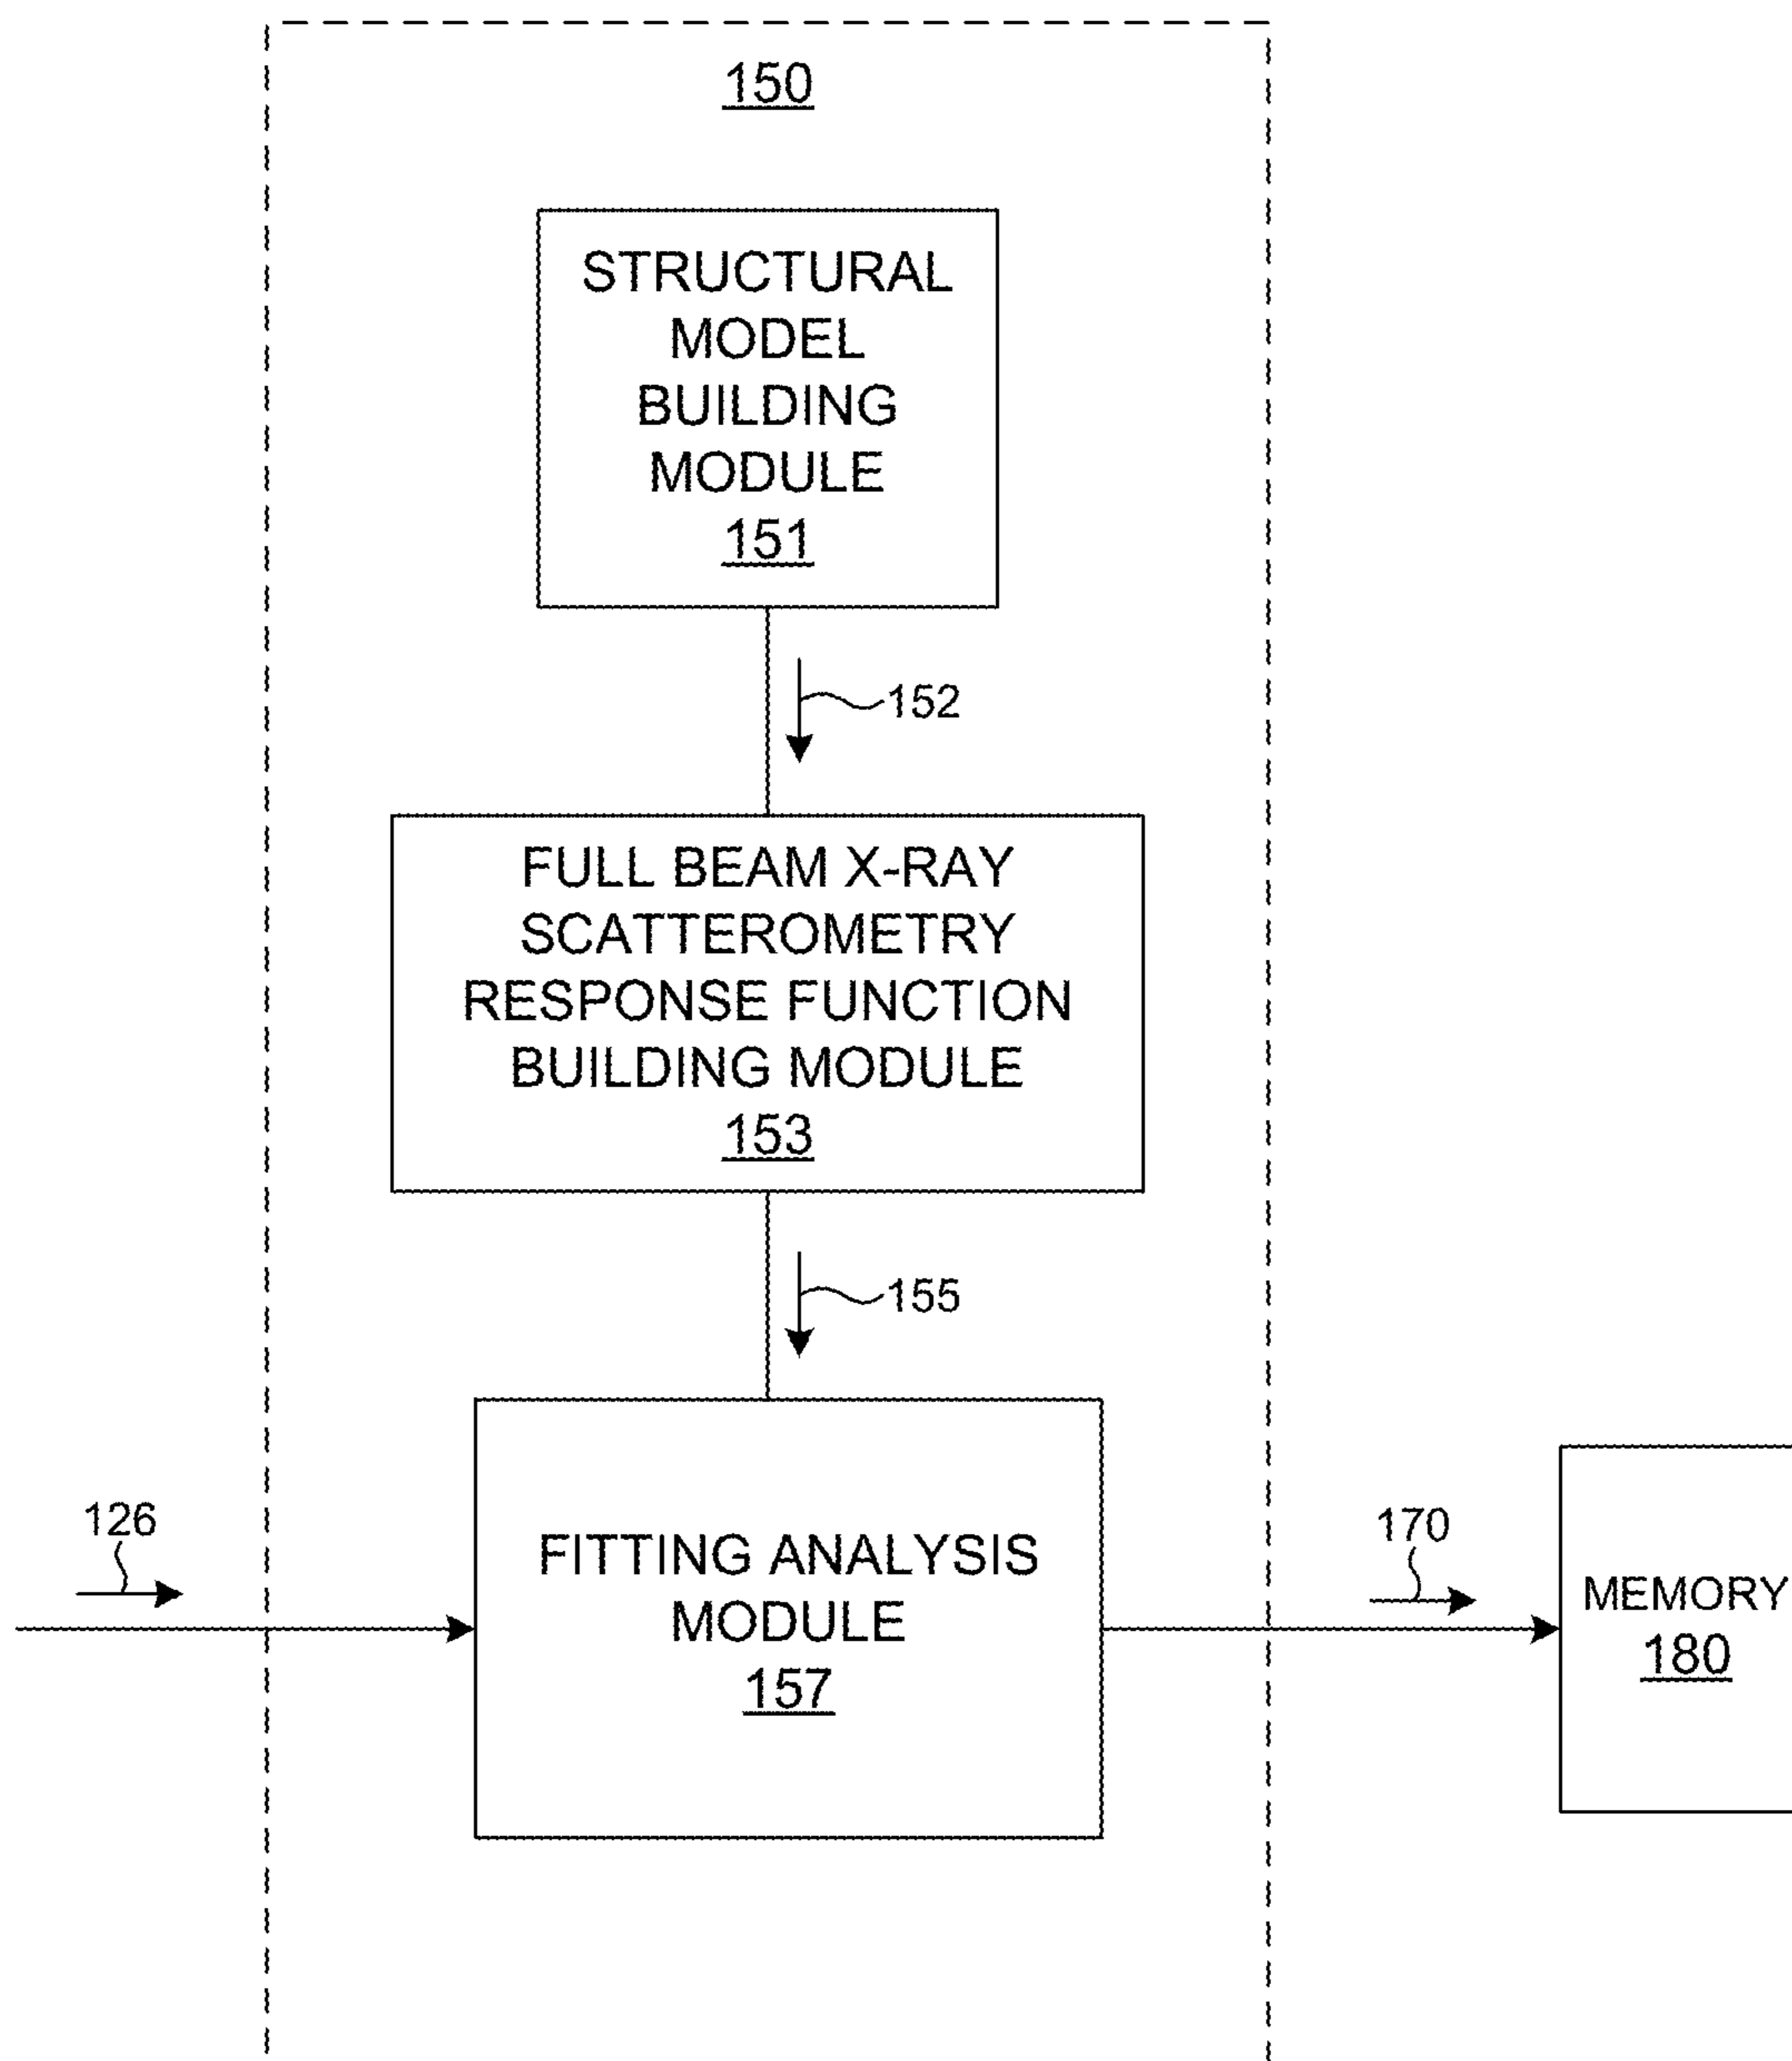 150
STRUCTURAL
MODEL
BUILDING
MODULE
151
152
FULL BEAM X-RAY
SCATTEROMETRY
RESPONSE FUNCTION
BUILDING MODULE
153
155
126
FITTING ANALYSIS
MODULE
157
170
MEMORY
180